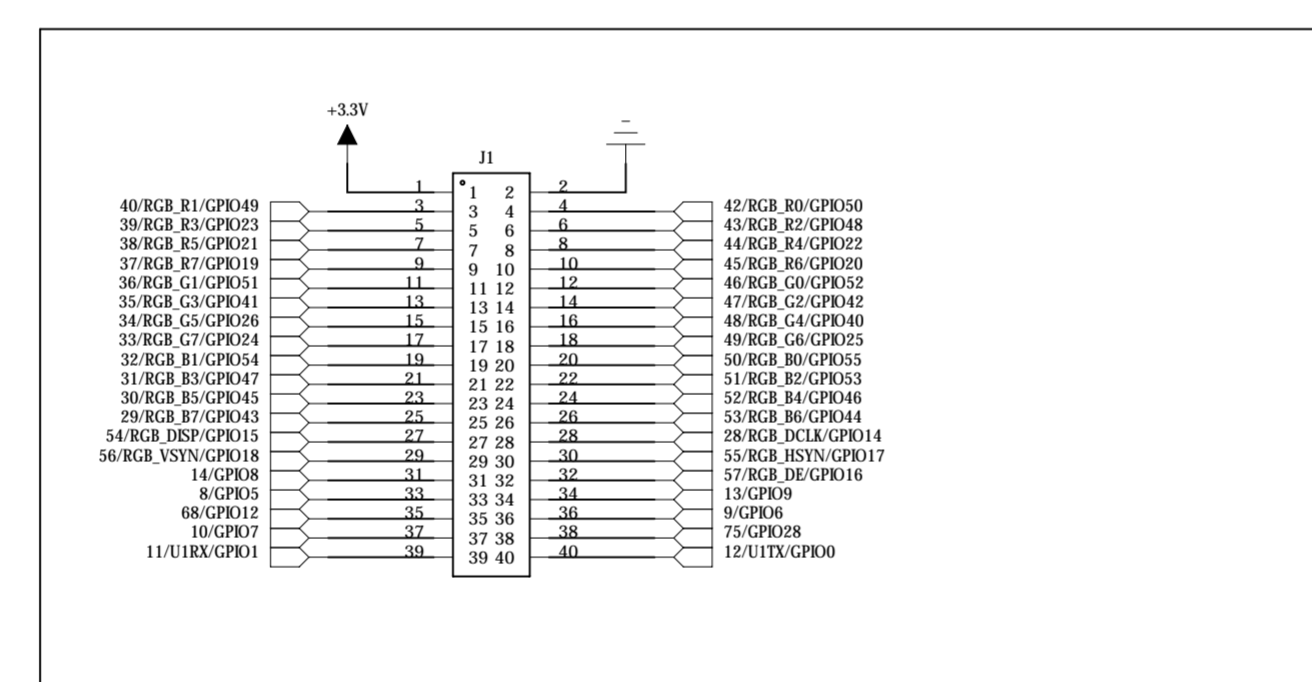 +3.3V
J1
1 1 2 2
40/RGB_R1/GPIO49 3 3 4 4 42/RGB_R0/GPIO50
39/RGB_R3/GPIO23 5 5 6 6 43/RGB_R2/GPIO48
38/RGB_R5/GPIO21 7 7 8 8 44/RGB_R4/GPIO22
37/RGB_R7/GPIO19 9 9 10 10 45/RGB_R6/GPIO20
36/RGB_G1/GPIO51 11 11 12 12 46/RGB_G0/GPIO52
35/RGB_G3/GPIO41 13 13 14 14 47/RGB_G2/GPIO42
34/RGB_G5/GPIO26 15 15 16 16 48/RGB_G4/GPIO40
33/RGB_G7/GPIO24 17 17 18 18 49/RGB_G6/GPIO25
32/RGB_B1/GPIO54 19 19 20 20 50/RGB_B0/GPIO55
31/RGB_B3/GPIO47 21 21 22 22 51/RGB_B2/GPIO53
30/RGB_B5/GPIO45 23 23 24 24 52/RGB_B4/GPIO46
29/RGB_B7/GPIO43 25 25 26 26 53/RGB_B6/GPIO44
54/RGB_DISP/GPIO15 27 27 28 28 28/RGB_DCLK/GPIO14
56/RGB_VSYN/GPIO18 29 29 30 30 55/RGB_HSYN/GPIO17
14/GPIO8 31 31 32 32 57/RGB_DE/GPIO16
8/GPIO5 33 33 34 34 13/GPIO9
68/GPIO12 35 35 36 36 9/GPIO6
10/GPIO7 37 37 38 38 75/GPIO28
11/U1RX/GPIO1 39 39 40 40 12/U1TX/GPIO0